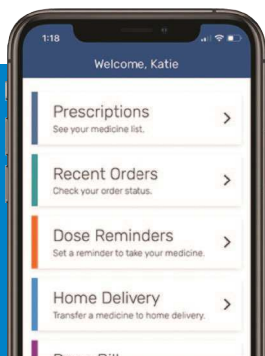 1:18
Welcome, Katie
Prescriptions
See your medicine list.
Recent Orders
Check your order status.
Dose Reminders
Set a reminder to take your medicine.
Home Delivery
Transfer a medicine to home delivery.